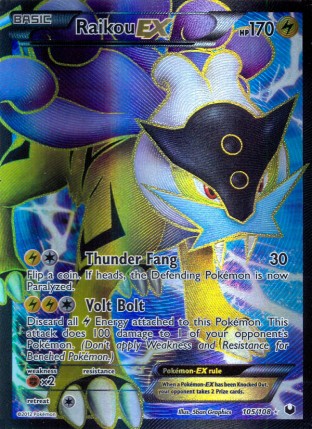 BASIC
Raikou EX HP170
Thunder Fang 30
Flip a coin. If heads, the Defending Pokémon is now
Paralyzed.
Volt Bolt
Discard all Energy attached to this Pokémon. This
attack does 100 damage to 1 of your opponent's
Pokémon. (Don't apply Weakness and Resistance for
Benched Pokémon.)
weakness
×2
resistance
retreat
Pokémon-EX rule
When a Pokémon-EX has been Knocked Out,
your opponent takes 2 Prize cards.
©2012 Pokémon
Illus. 5ban Graphics
105/108